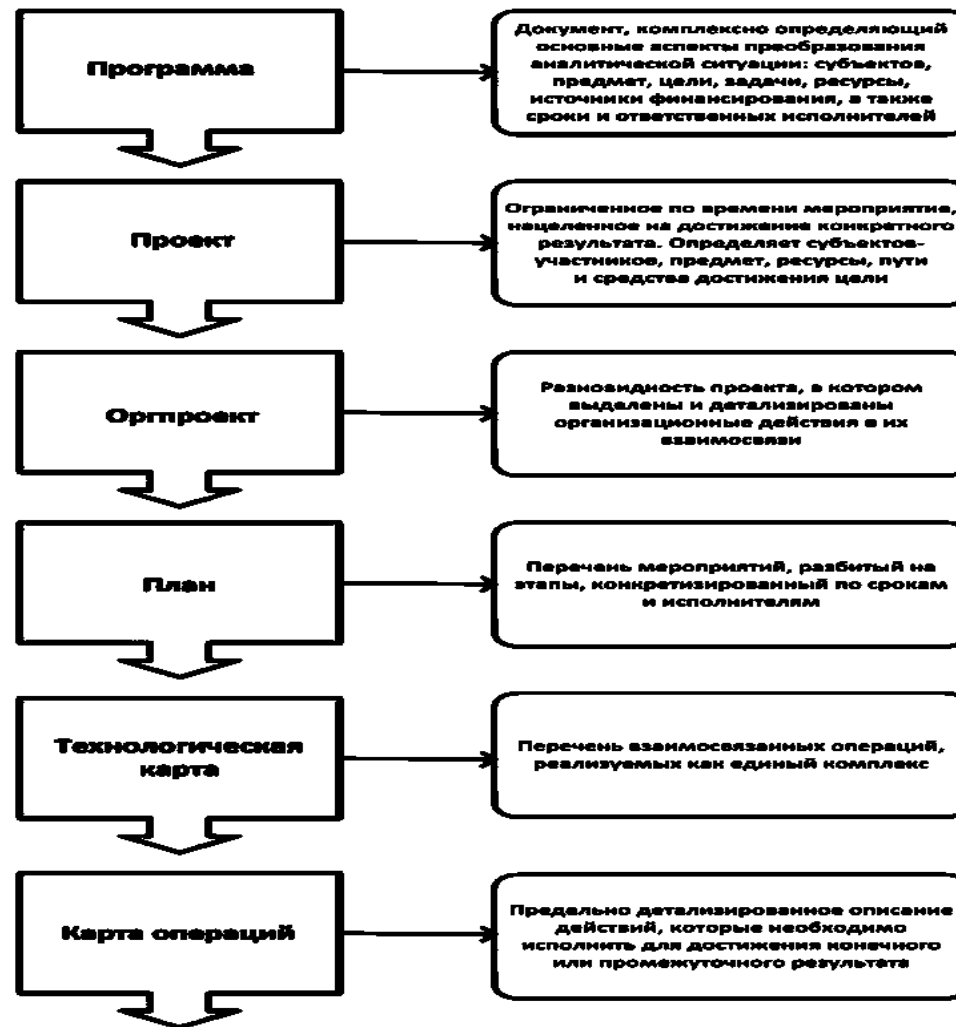 Программа
Документ, комплексно определяющий
основные аспекты преобразования
аналитической ситуации: субъектов,
предмет, цели, задачи, ресурсы,
источники финансирования, а также
сроки и ответственных исполнителей
Проект
Ограниченное по времени мероприятие,
нацеленное на достижение конкретного
результата. Определяет субъектов-
участников, предмет, ресурсы, пути
и средства достижения цели
Оргпроект
Разновидность проекта, в котором
выделены и детализированы
организационные действия в их
взаимосвязи
План
Перечень мероприятий, разбитый на
этапы, конкретизированный по срокам
и исполнителям
Технологическая
карта
Перечень взаимосвязанных операций,
реализуемых как единый комплекс
Карта операций
Предельно детализированное описание
действий, которые необходимо
исполнить для достижения конечного
или промежуточного результата